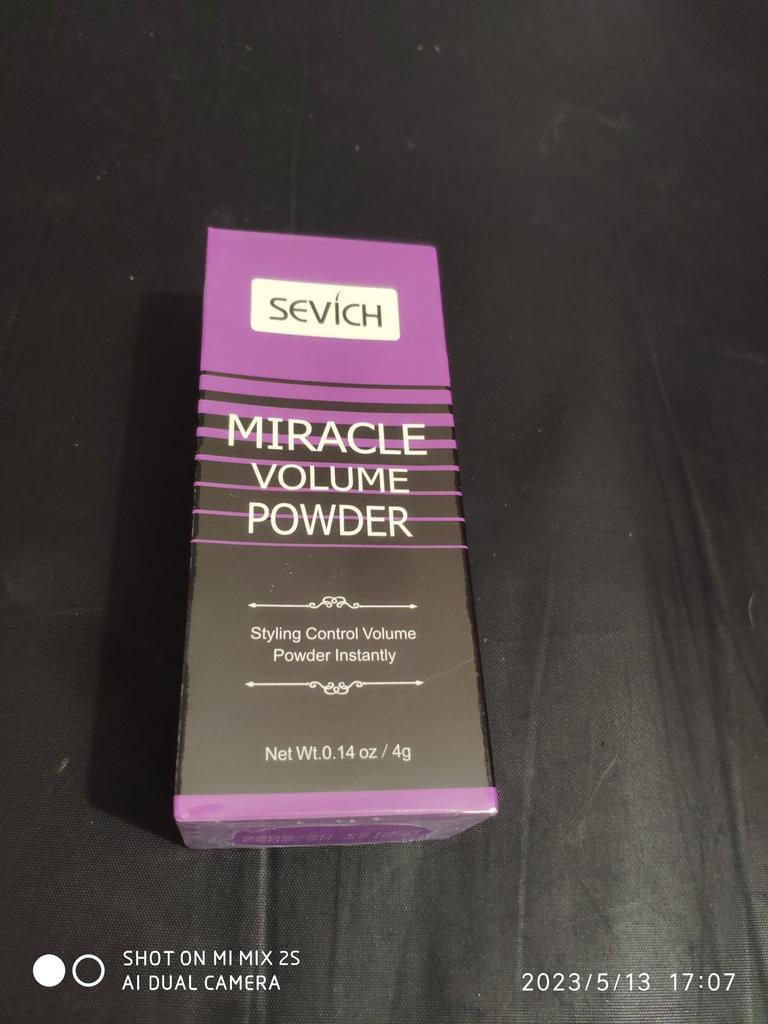 SEVÍCH
MIRACLE
VOLUME
POWDER
Styling Control Volume
Powder Instantly
Net Wt.0.14 oz / 4g
SHOT ON MI MIX 2S
AI DUAL CAMERA
2023/5/13 17:07